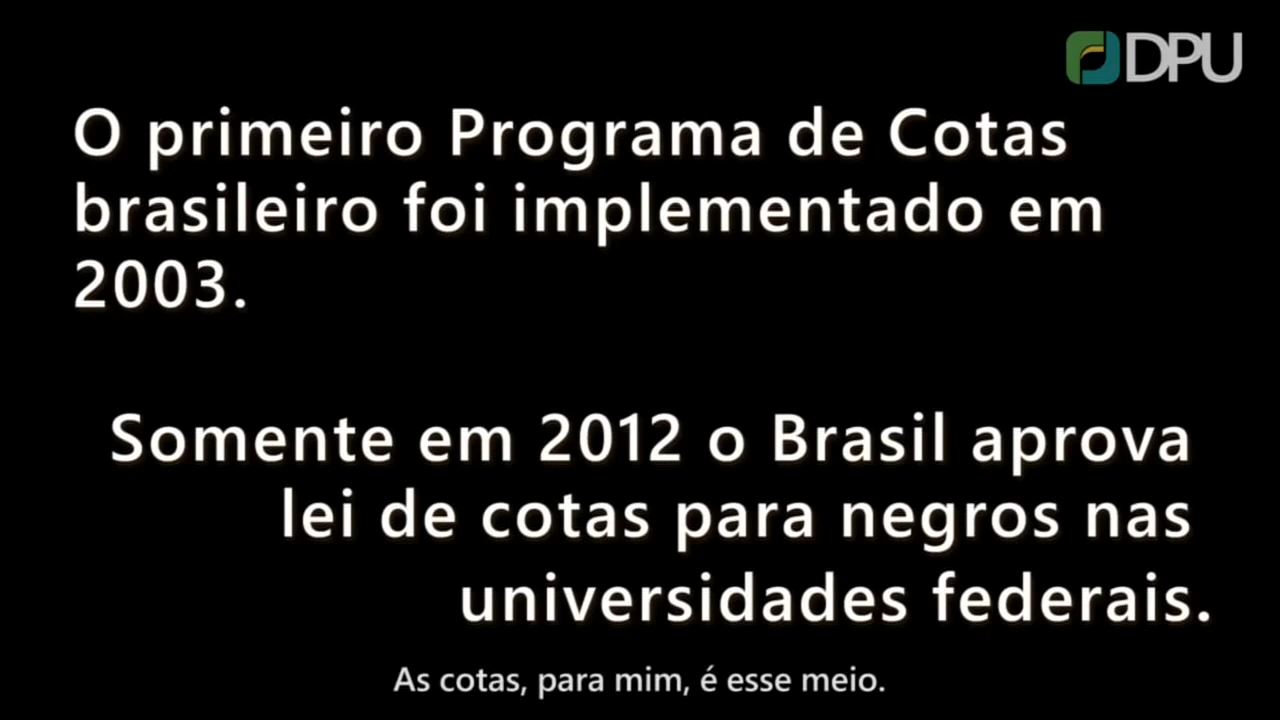 DPU
O primeiro Programa de Cotas
brasileiro foi implementado em
2003.
Somente em 2012 o Brasil aprova
lei de cotas para negros nas
universidades federais.
As cotas, para mim, é esse meio.